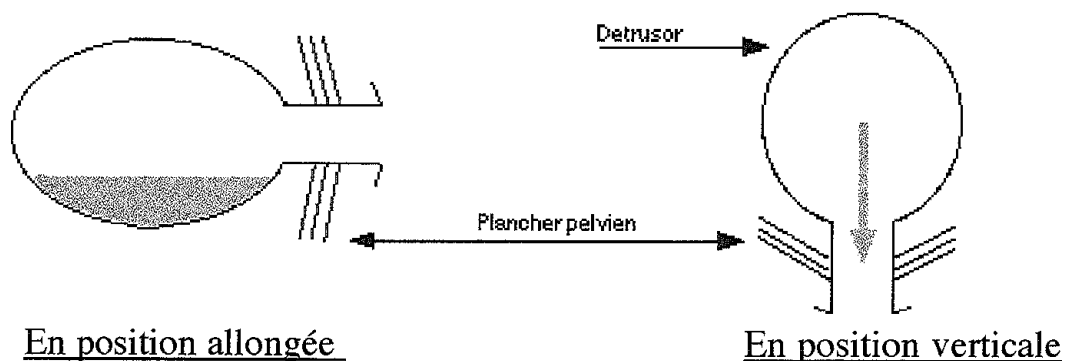 Detrusor
Plancher pelvien
En position allongée
En position verticale